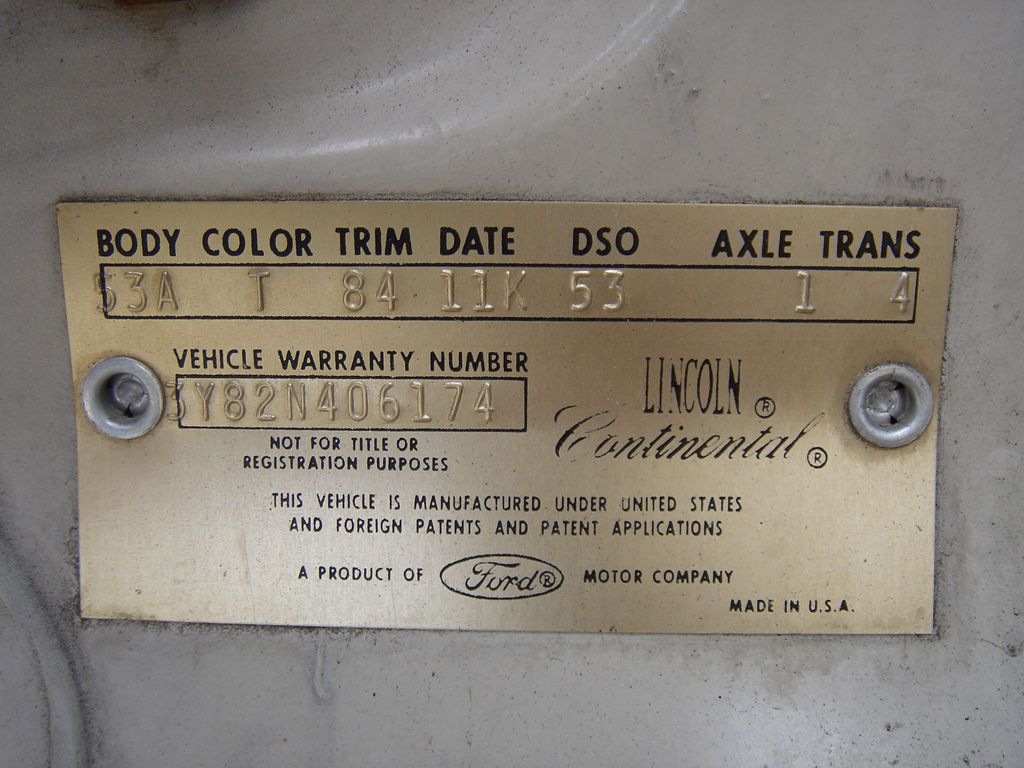 BODY COLOR TRIM DATE DSO AXLE TRANS
53A T 84 11K 53 1 4
VEHICLE WARRANTY NUMBER
3Y82N406174
NOT FOR TITLE OR
REGISTRATION PURPOSES
LINCOLN ®
Continental ®
THIS VEHICLE IS MANUFACTURED UNDER UNITED STATES
AND FOREIGN PATENTS AND PATENT APPLICATIONS
A PRODUCT OF Ford® MOTOR COMPANY
MADE IN U.S.A.